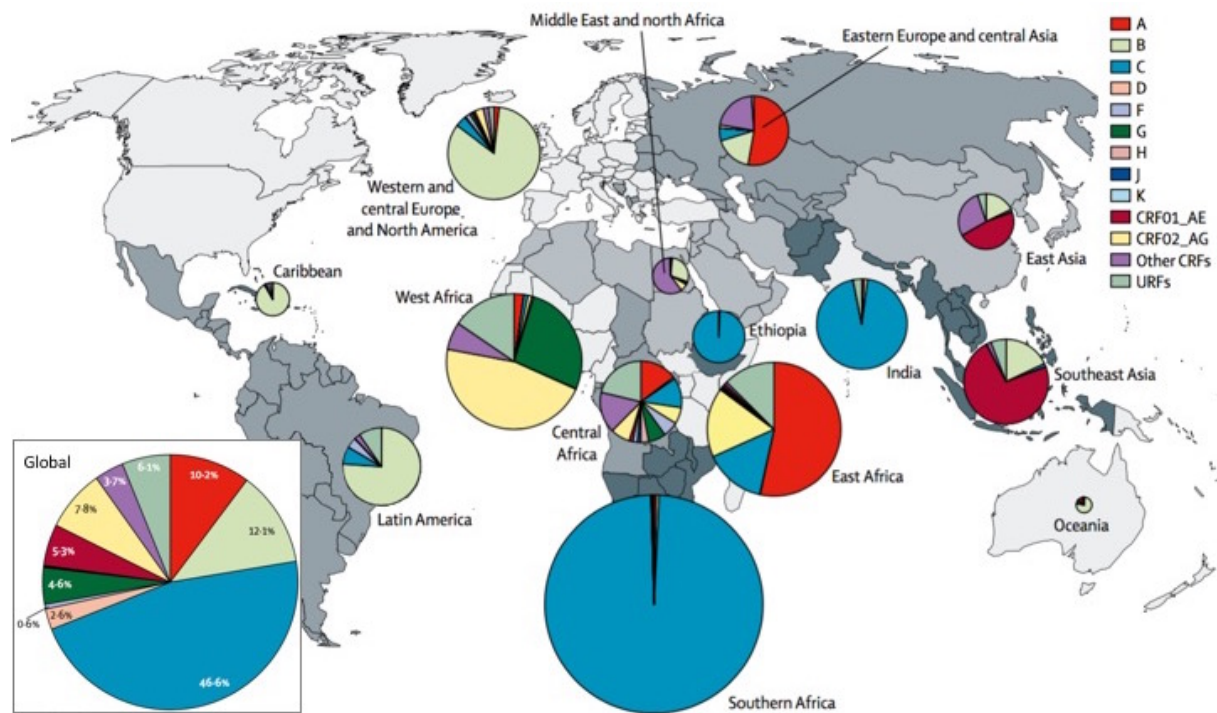 Middle East and north Africa
Eastern Europe and central Asia
A
B
C
D
F
G
H
J
K
CRF01_AE
CRF02_AG
Other CRFs
URFs
Western and
central Europe
and North America
East Asia
Caribbean
West Africa
Ethiopia
India
Southeast Asia
Central
Africa
East Africa
Latin America
Oceania
Southern Africa
Global
6·1%
10·2%
3·7%
7·8%
12·1%
5·3%
4·6%
0·6%
2·6%
46·6%